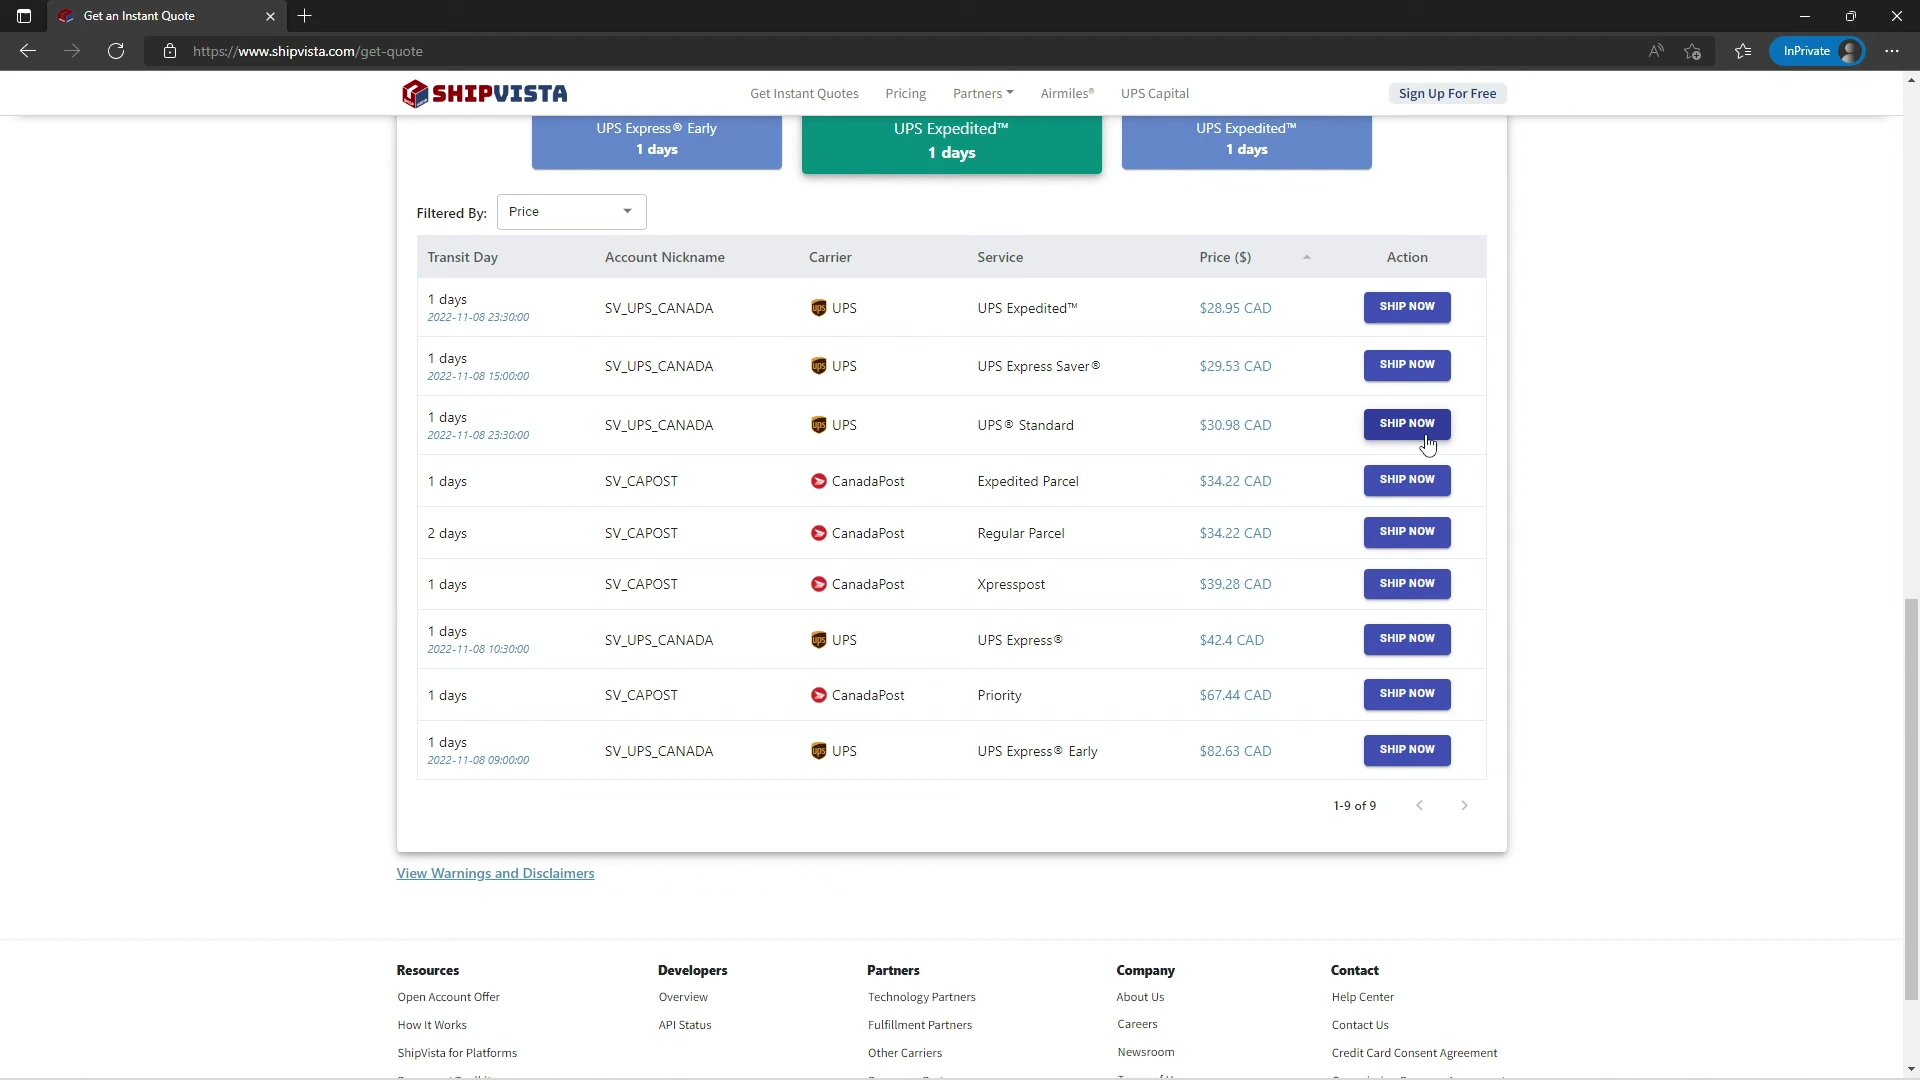 Get an Instant Quote
https://www.shipvista.com/get-quote
InPrivate
SHIPVISTA
Get Instant Quotes
Pricing
Partners
Airmiles®
UPS Capital
Sign Up For Free
UPS Express® Early
1 days
UPS Expedited™
1 days
UPS Expedited™
1 days
Filtered By: Price
Transit Day Account Nickname Carrier Service Price ($) Action
1 days
2022-11-08 23:30:00
SV_UPS_CANADA UPS UPS Expedited™ $28.95 CAD SHIP NOW
1 days
2022-11-08 15:00:00
SV_UPS_CANADA UPS UPS Express Saver® $29.53 CAD SHIP NOW
1 days
2022-11-08 23:30:00
SV_UPS_CANADA UPS UPS® Standard $30.98 CAD SHIP NOW
1 days SV_CAPOST CanadaPost Expedited Parcel $34.22 CAD SHIP NOW
2 days SV_CAPOST CanadaPost Regular Parcel $34.22 CAD SHIP NOW
1 days SV_CAPOST CanadaPost Xpresspost $39.28 CAD SHIP NOW
1 days
2022-11-08 10:30:00
SV_UPS_CANADA UPS UPS Express® $42.4 CAD SHIP NOW
1 days SV_CAPOST CanadaPost Priority $67.44 CAD SHIP NOW
1 days
2022-11-08 09:00:00
SV_UPS_CANADA UPS UPS Express® Early $82.63 CAD SHIP NOW
1-9 of 9
View Warnings and Disclaimers
Resources
Open Account Offer
How It Works
ShipVista for Platforms
Developers
Overview
API Status
Partners
Technology Partners
Fulfillment Partners
Other Carriers
Company
About Us
Careers
Newsroom
Contact
Help Center
Contact Us
Credit Card Consent Agreement